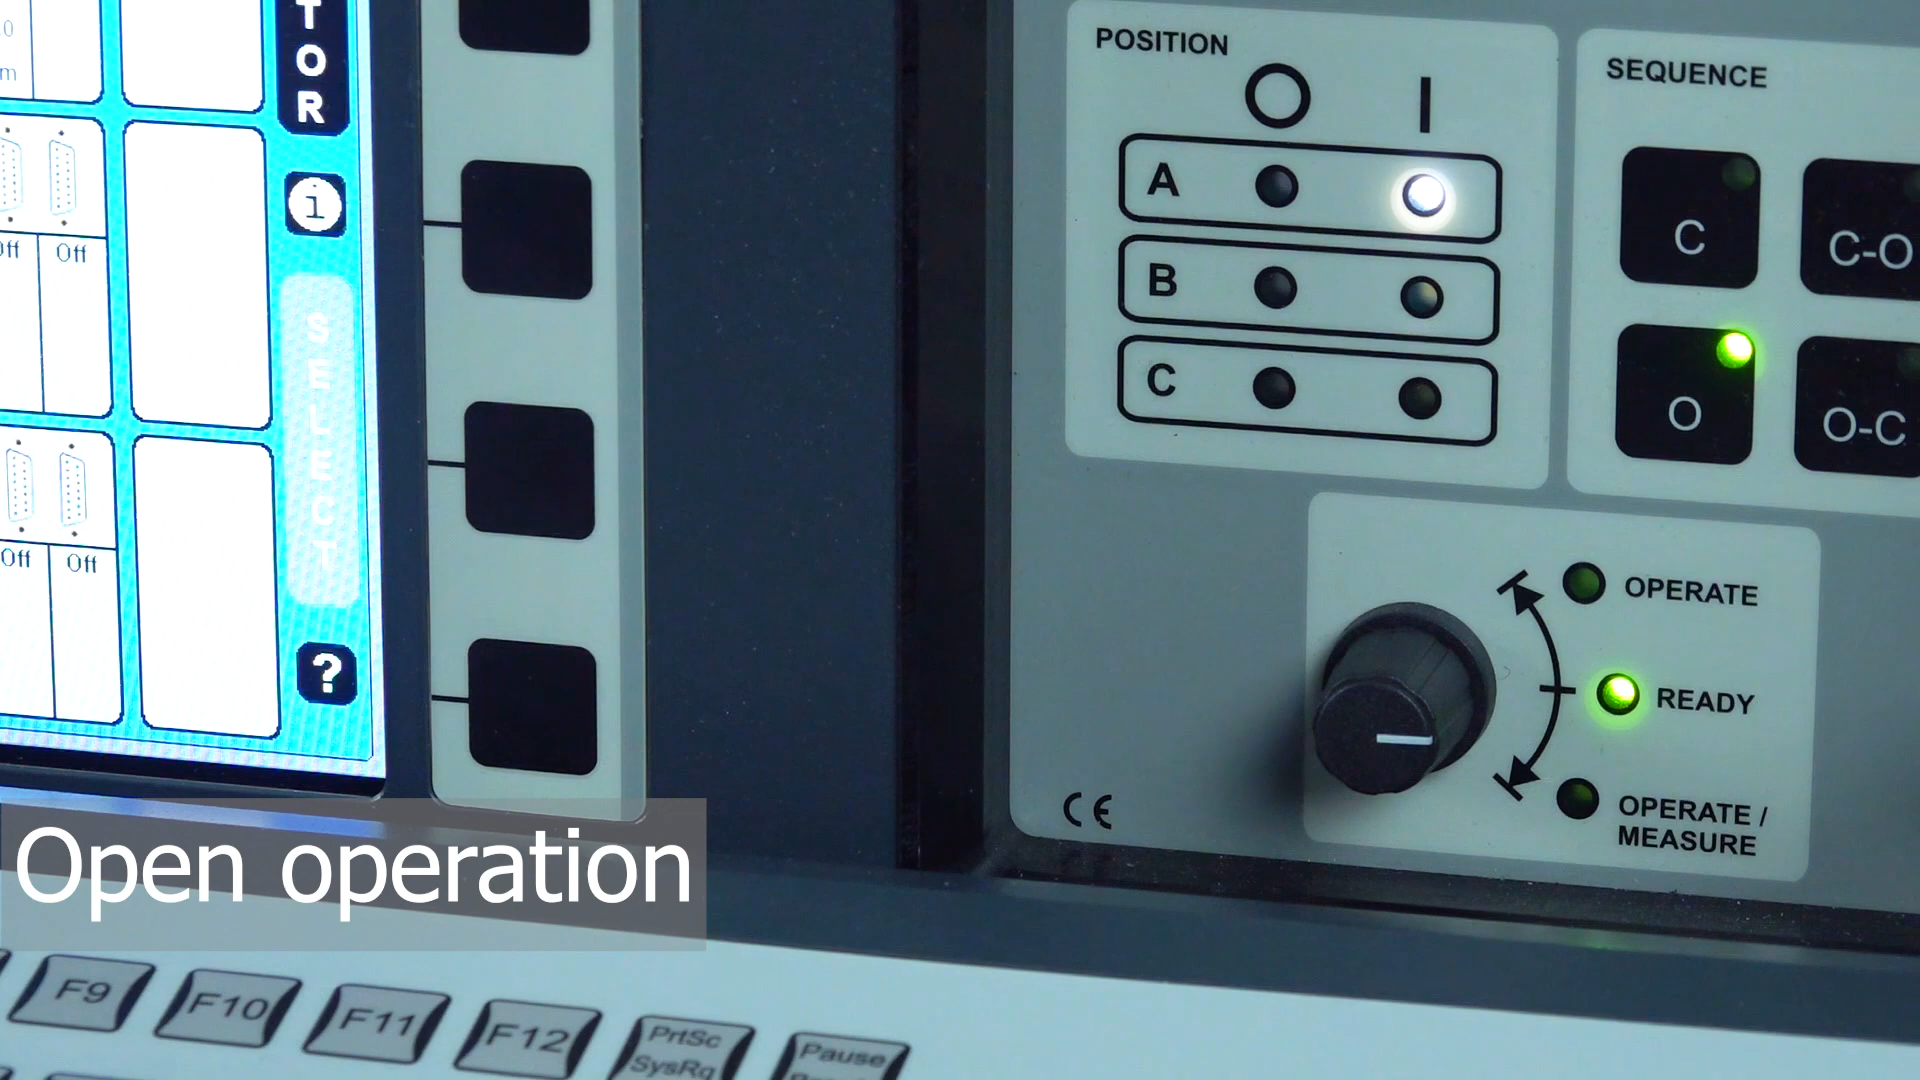 TOR
i
SELECT
?
m
Off
Off
Off
Off
POSITION
O I
A
B
C
SEQUENCE
C
C-O
O
O-C
OPERATE
READY
OPERATE /
MEASURE
CE
Open operation
F9
F10
F11
F12
PrtSc
SysRq
Pause